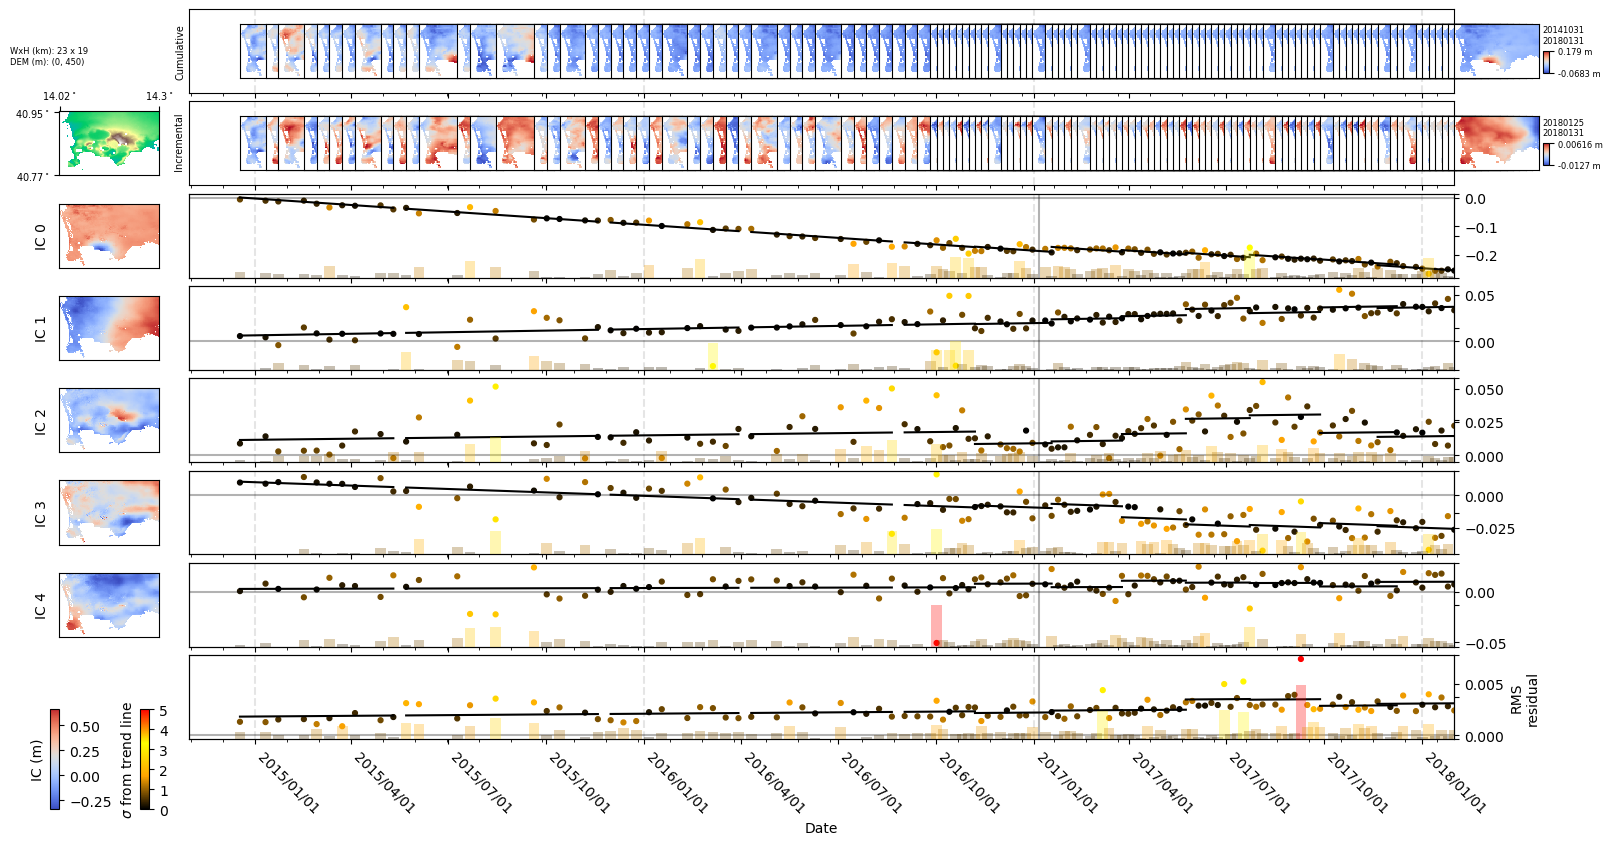 WxH (km): 23 x 19
DEM (m): (0, 450)
14.02° 14.3°
40.95°
40.77°
Cumulative
20141031
20180131
0.179 m
-0.0683 m
Incremental
20180125
20180131
0.00616 m
-0.0127 m
IC 0
0.0
−0.1
−0.2
IC 1
0.05
0.00
IC 2
0.050
0.025
0.000
IC 3
0.000
−0.025
IC 4
0.00
−0.05
RMS
residual
0.005
0.000
IC (m)
0.50
0.25
0.00
−0.25
σ from trend line
5
4
3
2
1
0
2015/01/01
2015/04/01
2015/07/01
2015/10/01
2016/01/01
2016/04/01
2016/07/01
2016/10/01
2017/01/01
2017/04/01
2017/07/01
2017/10/01
2018/01/01
Date